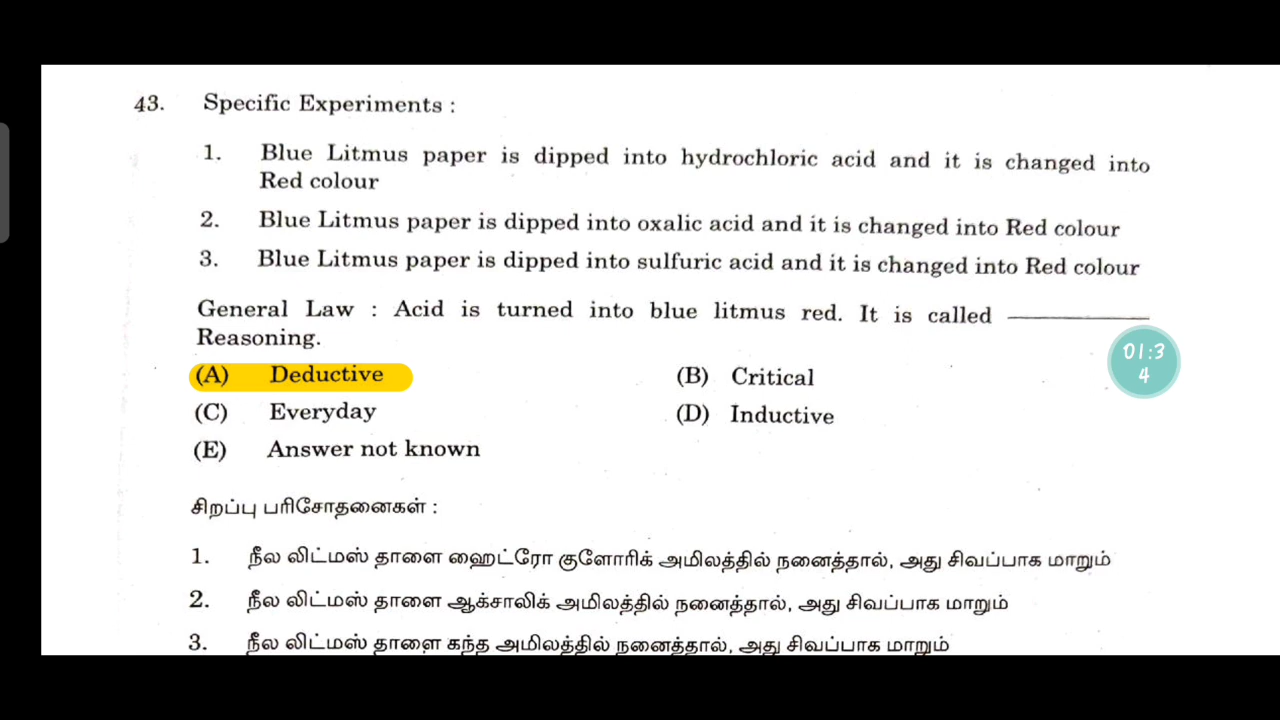 43. Specific Experiments :
1. Blue Litmus paper is dipped into hydrochloric acid and it is changed into
Red colour
2. Blue Litmus paper is dipped into oxalic acid and it is changed into Red colour
3. Blue Litmus paper is dipped into sulfuric acid and it is changed into Red colour
General Law : Acid is turned into blue litmus red. It is called ―――――
Reasoning.
01:3
4
(A) Deductive (B) Critical
(C) Everyday (D) Inductive
(E) Answer not known
சிறப்பு பரிசோதனைகள் :
1. நீல லிட்மஸ் தாளை ஹைட்ரோ குளோரிக் அமிலத்தில் நனைத்தால், அது சிவப்பாக மாறும்
2. நீல லிட்மஸ் தாளை ஆக்சாலிக் அமிலத்தில் நனைத்தால், அது சிவப்பாக மாறும்
3. நீல லிட்மஸ் தாளை கந்த அமிலத்தில் நனைத்தால், அது சிவப்பாக மாறும்